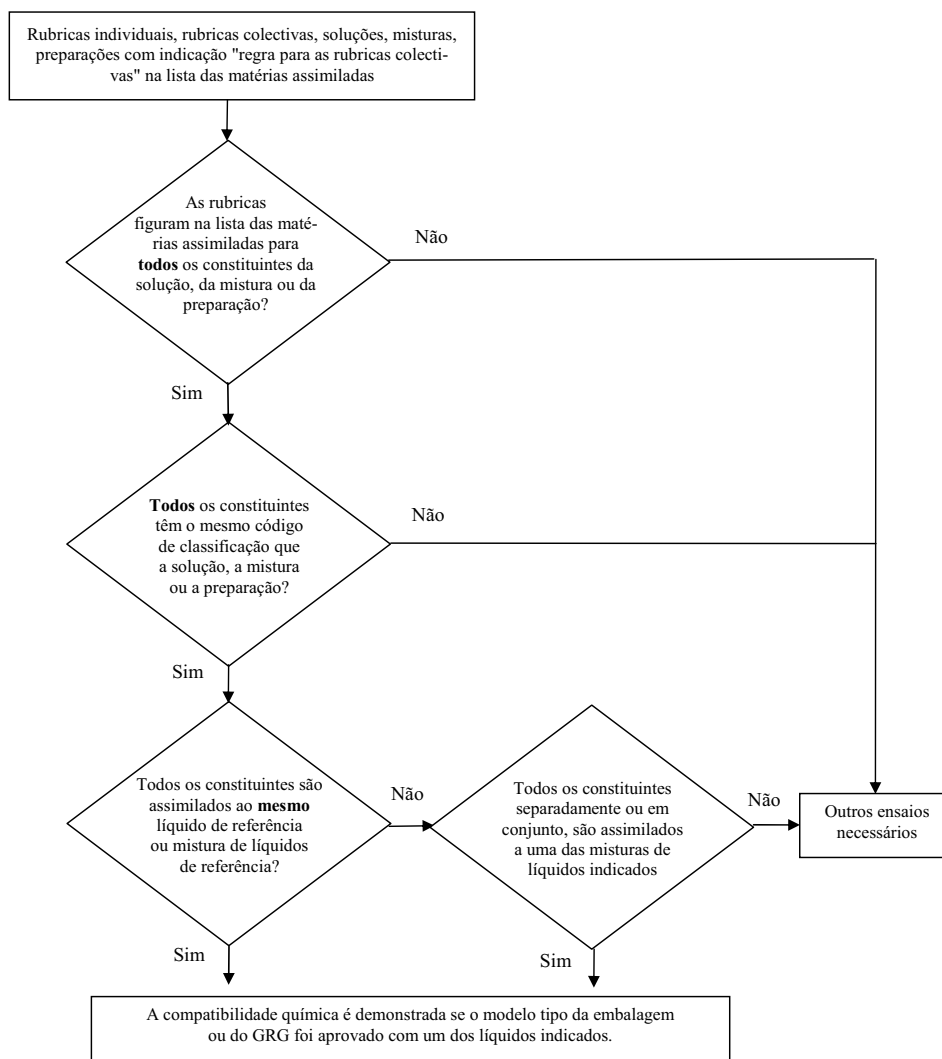 Rubricas individuais, rubricas colectivas, soluções, misturas,
preparações com indicação "regra para as rubricas colecti-
vas" na lista das matérias assimiladas
As rubricas
figuram na lista das maté-
rias assimiladas para
todos os constituintes da
solução, da mistura ou da
preparação?
Não
Sim
Todos os constituintes
têm o mesmo código
de classificação que
a solução, a mistura
ou a preparação?
Não
Sim
Todos os constituintes são
assimilados ao mesmo
líquido de referência
ou mistura de líquidos
de referência?
Não
Todos os constituintes
separadamente ou em
conjunto, são assimilados
a uma das misturas de
líquidos indicados
Não
Outros ensaios
necessários
Sim
Sim
A compatibilidade química é demonstrada se o modelo tipo da embalagem
ou do GRG foi aprovado com um dos líquidos indicados.